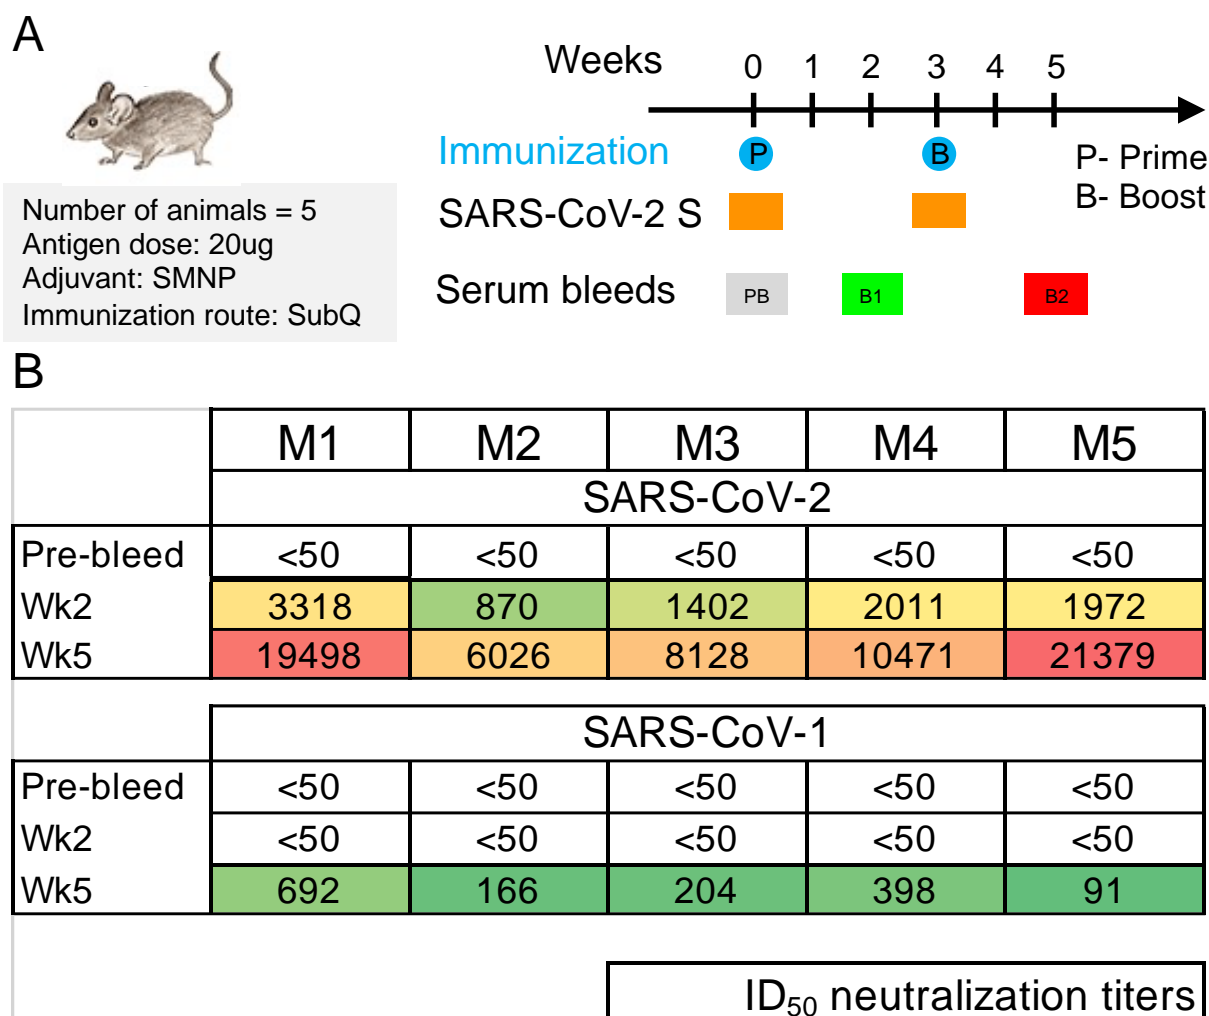 A
Weeks 0 1 2 3 4 5
Immunization P B
P- Prime
B- Boost
SARS-CoV-2 S
Serum bleeds PB B1 B2
Number of animals = 5
Antigen dose: 20ug
Adjuvant: SMNP
Immunization route: SubQ
B
M1 M2 M3 M4 M5
SARS-CoV-2
Pre-bleed <50 <50 <50 <50 <50
Wk2 3318 870 1402 2011 1972
Wk5 19498 6026 8128 10471 21379
SARS-CoV-1
Pre-bleed <50 <50 <50 <50 <50
Wk2 <50 <50 <50 <50 <50
Wk5 692 166 204 398 91
ID50 neutralization titers